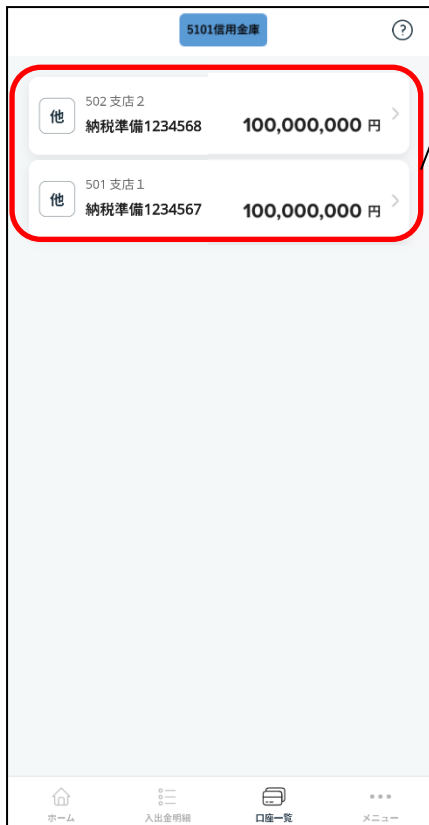 5101信用金庫
?
他
502 支店２
納税準備1234568
100,000,000 円
他
501 支店１
納税準備1234567
100,000,000 円
ホーム
入出金明細
口座一覧
メニュー